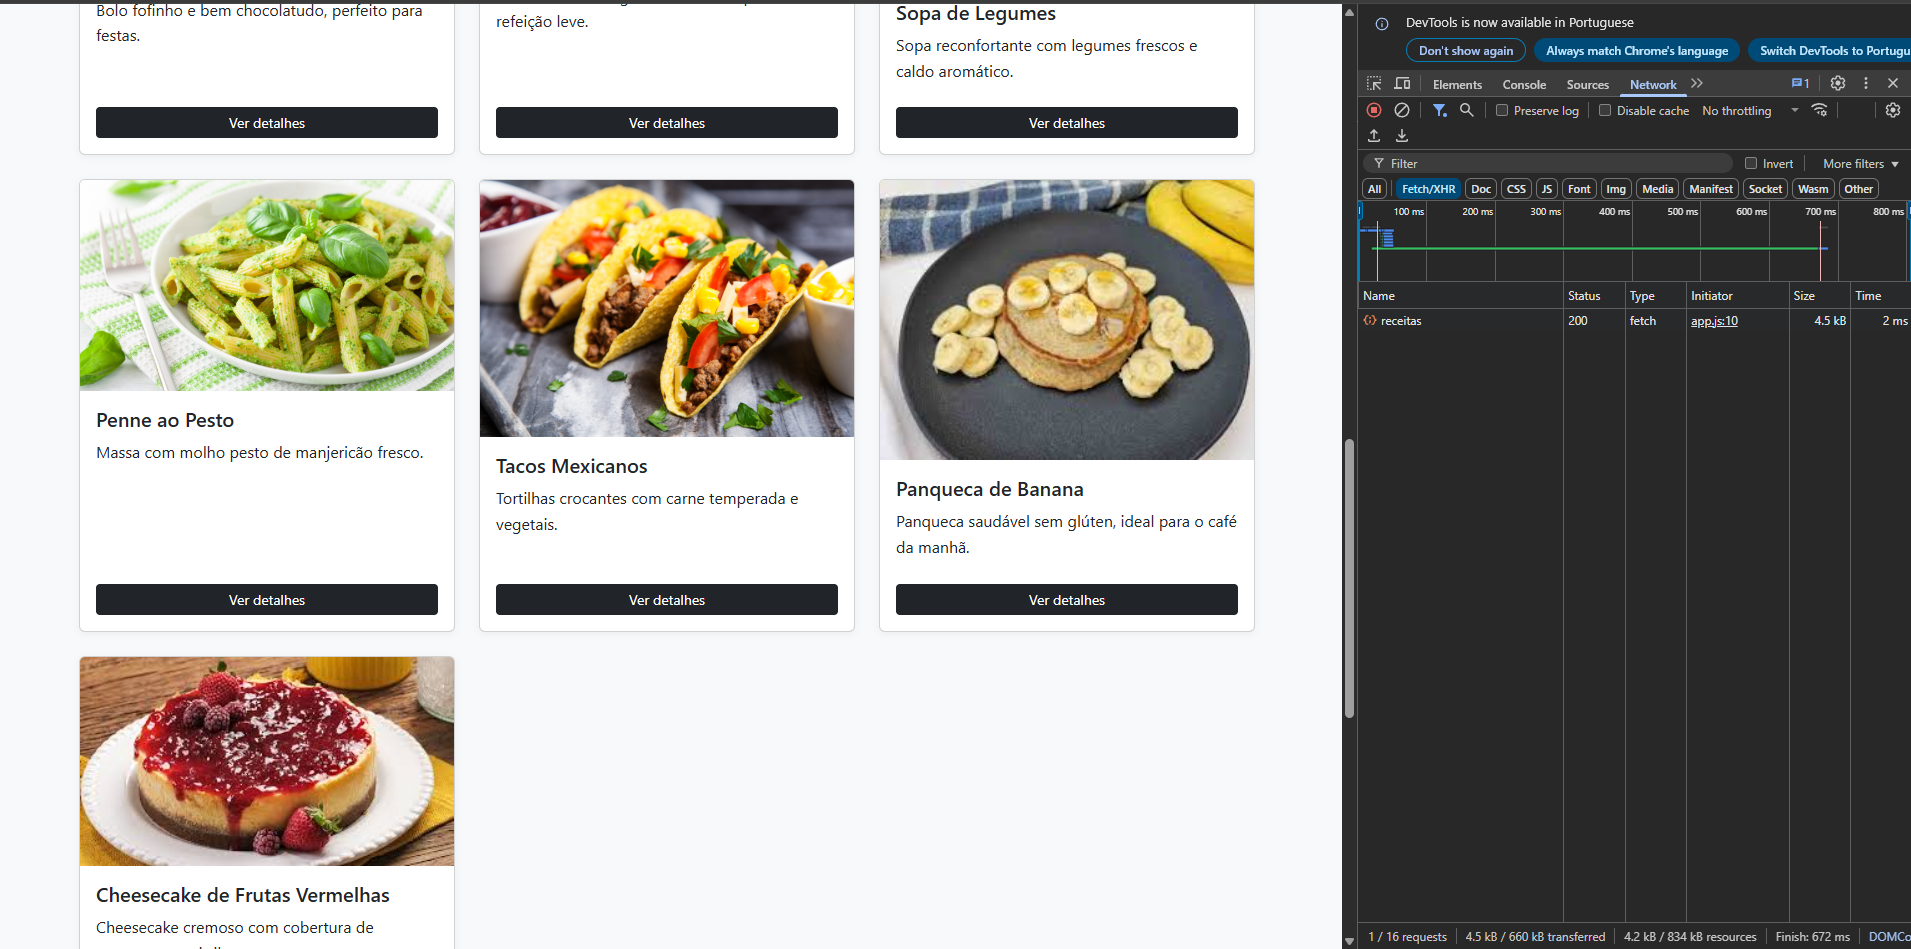 Bolo fofinho e bem chocolatudo, perfeito para
festas.
Ver detalhes
refeição leve.
Ver detalhes
Sopa de Legumes
Sopa reconfortante com legumes frescos e
caldo aromático.
Ver detalhes
Penne ao Pesto
Massa com molho pesto de manjericão fresco.
Ver detalhes
Tacos Mexicanos
Tortilhas crocantes com carne temperada e
vegetais.
Ver detalhes
Panqueca de Banana
Panqueca saudável sem glúten, ideal para o café
da manhã.
Ver detalhes
Cheesecake de Frutas Vermelhas
Cheesecake cremoso com cobertura de
DevTools is now available in Portuguese
Don't show again Always match Chrome's language Switch DevTools to Portugu
Elements Console Sources Network 1
Preserve log Disable cache No throttling
Filter Invert More filters
All Fetch/XHR Doc CSS JS Font Img Media Manifest Socket Wasm Other
100 ms 200 ms 300 ms 400 ms 500 ms 600 ms 700 ms 800 ms
Name Status Type Initiator Size Time
receitas 200 fetch app.js:10 4.5 kB 2 ms
1 / 16 requests 4.5 kB / 660 kB transferred 4.2 kB / 834 kB resources Finish: 672 ms DOMCo